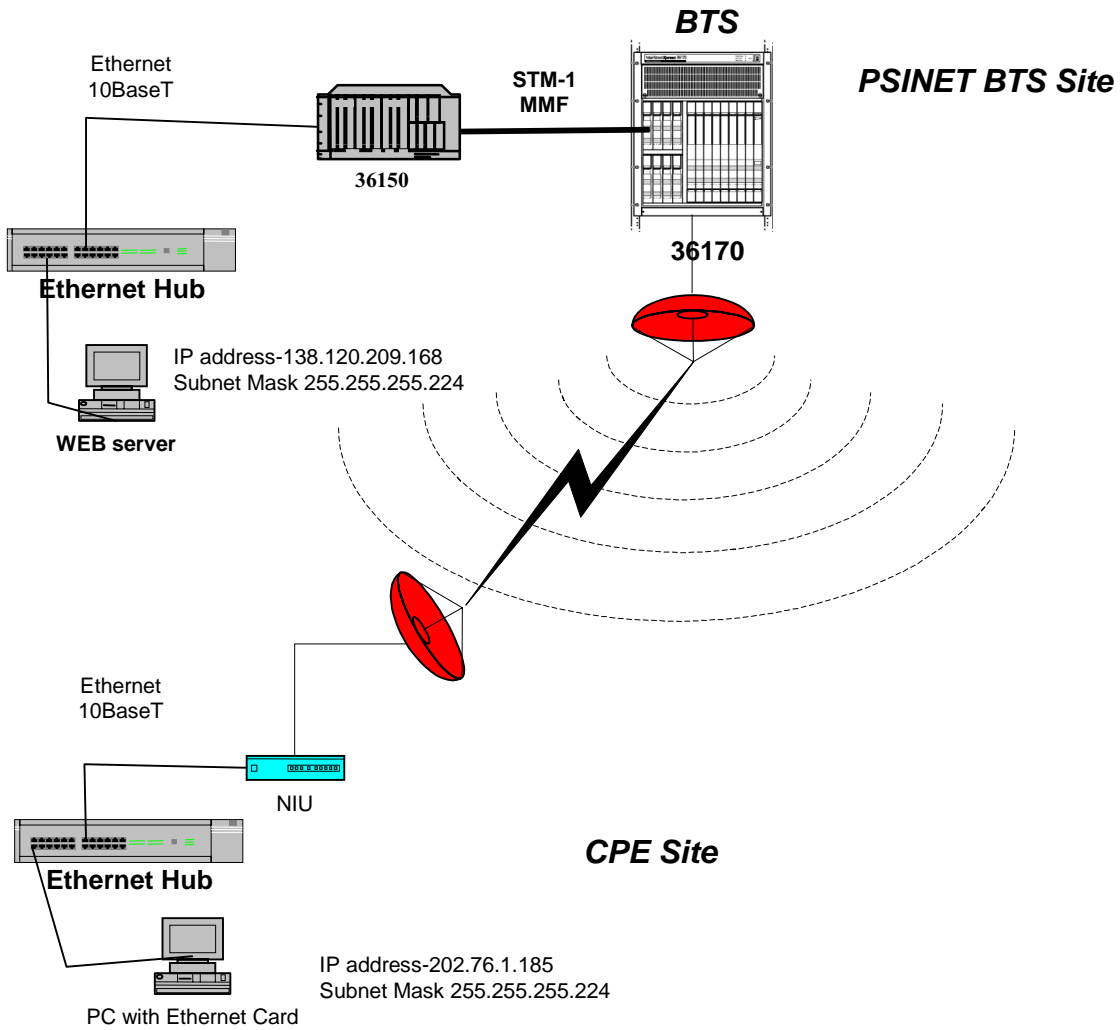 BTS
Ethernet
10BaseT
STM-1
MMF
PSINET BTS Site
36150
36170
Ethernet Hub
IP address-138.120.209.168
Subnet Mask 255.255.255.224
WEB server
Ethernet
10BaseT
NIU
CPE Site
Ethernet Hub
IP address-202.76.1.185
Subnet Mask 255.255.255.224
PC with Ethernet Card